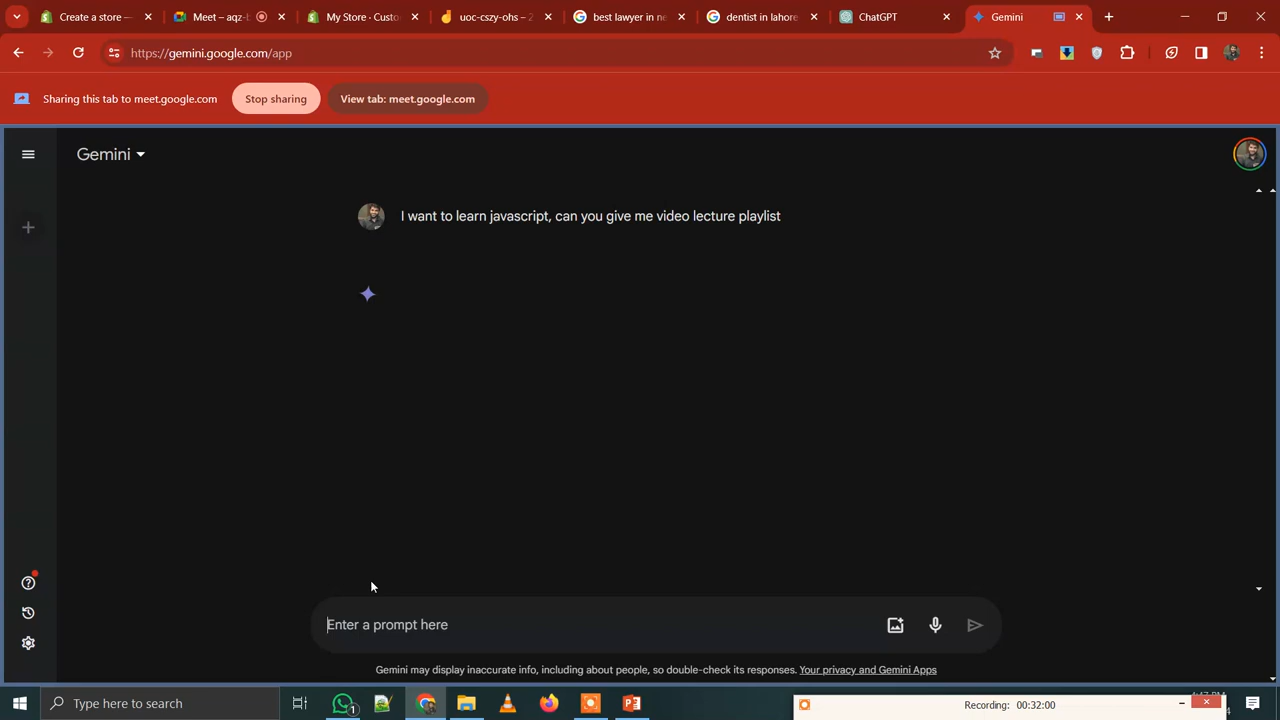 Create a store –
Meet – aqz-b
My Store · Custo
uoc-cszy-ohs – 2
best lawyer in ne
dentist in lahore
ChatGPT
Gemini
https://gemini.google.com/app
Sharing this tab to meet.google.com
Stop sharing
View tab: meet.google.com
Gemini
I want to learn javascript, can you give me video lecture playlist
Enter a prompt here
Gemini may display inaccurate info, including about people, so double-check its responses. Your privacy and Gemini Apps
Type here to search
1
Recording: 00:32:00